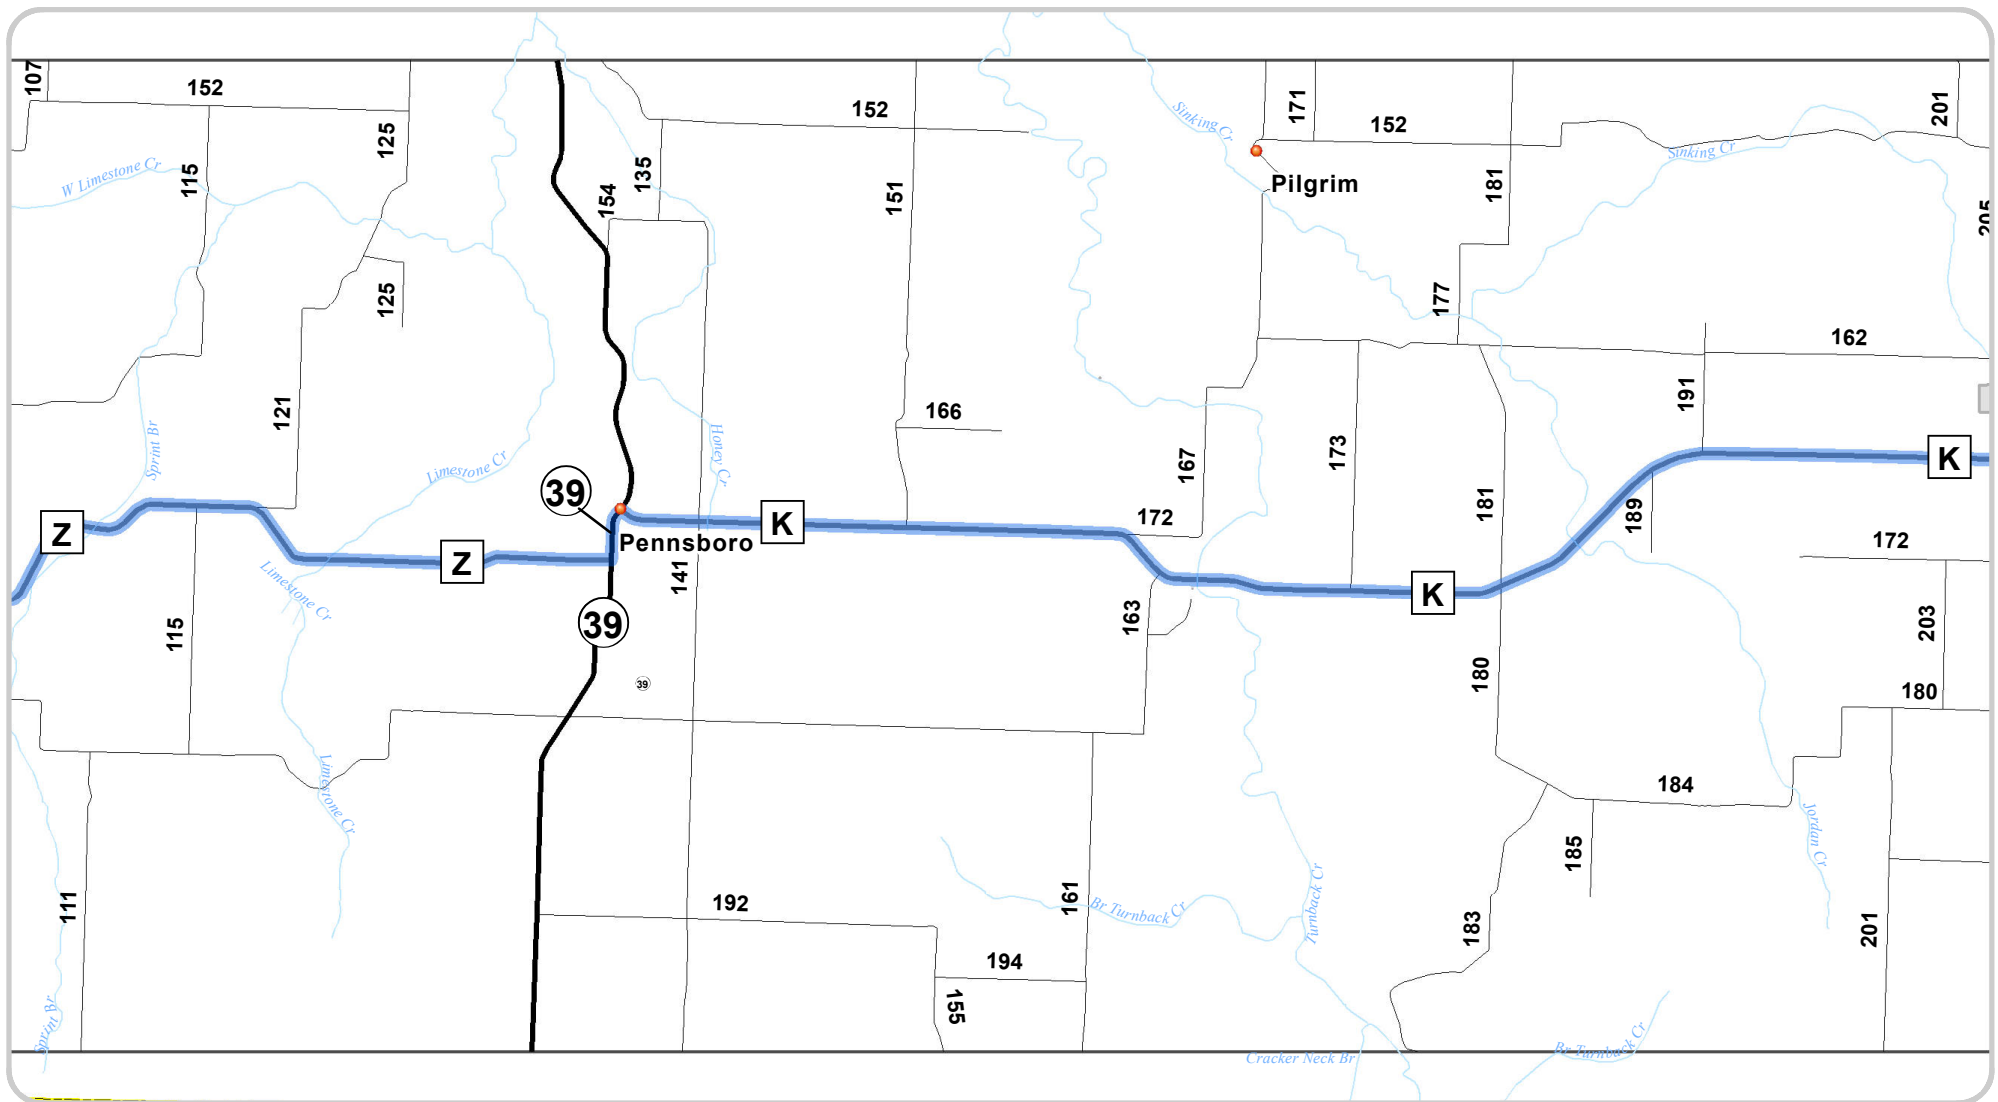 107
152
125
115
W Limestone Cr
154
135
152
151
Sinking Cr
171
152
201
Sinking Cr
Pilgrim
181
205
125
177
162
121
166
191
Sprint Br
Limestone Cr
Honey Cr
167
173
K
39
Z
K
172
181
189
Z
Pennsboro
172
Limestone Cr
141
K
115
39
163
180
203
39
180
Limestone Cr
184
185
Jordan Cr
111
192
161
Br Turnback Cr
Turnback Cr
183
201
194
155
Sprint Br
Cracker Neck Br
Br Turnback Cr